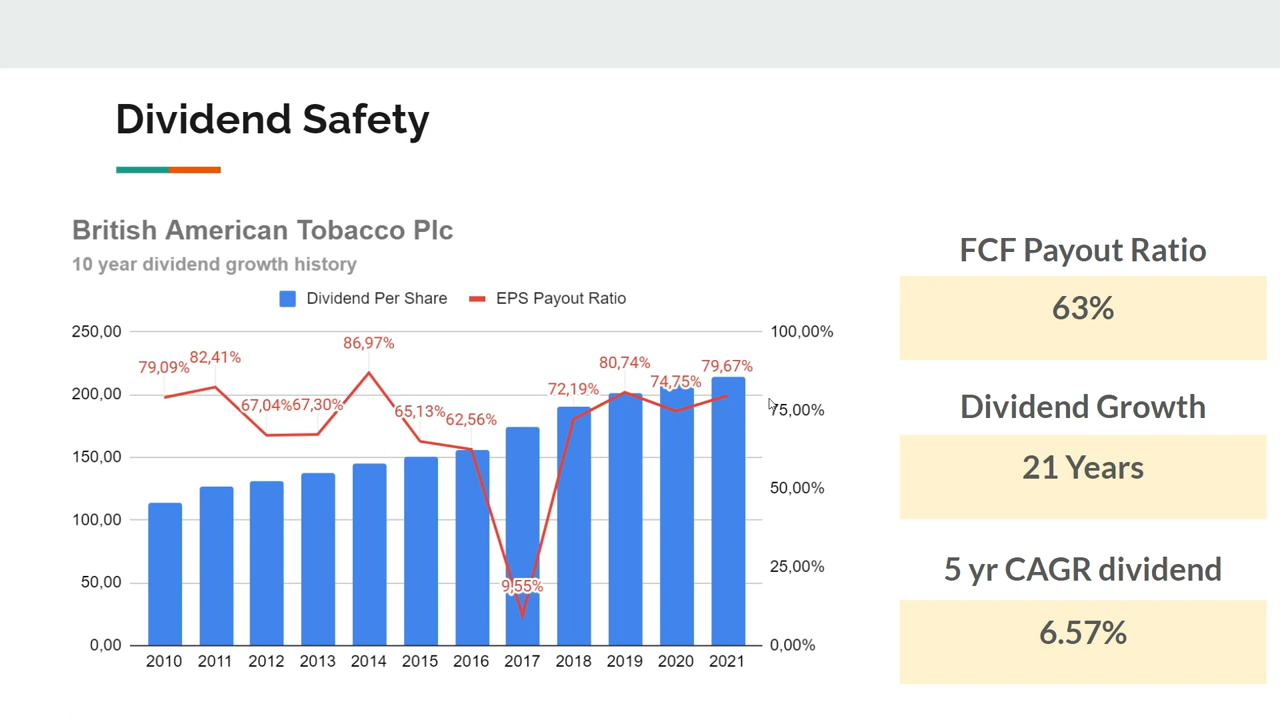 Dividend Safety
British American Tobacco Plc
10 year dividend growth history
Dividend Per Share EPS Payout Ratio
250,00
200,00
150,00
100,00
50,00
0,00
79,09%
82,41%
67,04%
67,30%
86,97%
65,13%
62,56%
9,55%
72,19%
80,74%
74,75%
79,67%
100,00%
75,00%
50,00%
25,00%
0,00%
2010 2011 2012 2013 2014 2015 2016 2017 2018 2019 2020 2021
FCF Payout Ratio
63%
Dividend Growth
21 Years
5 yr CAGR dividend
6.57%